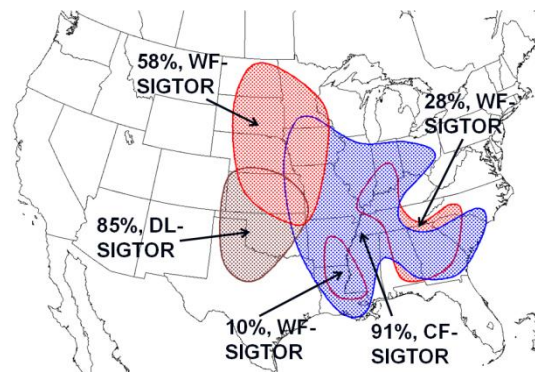 58%, WF-
SIGTOR
28%, WF-
SIGTOR
85%, DL-
SIGTOR
10%, WF-
SIGTOR
91%, CF-
SIGTOR